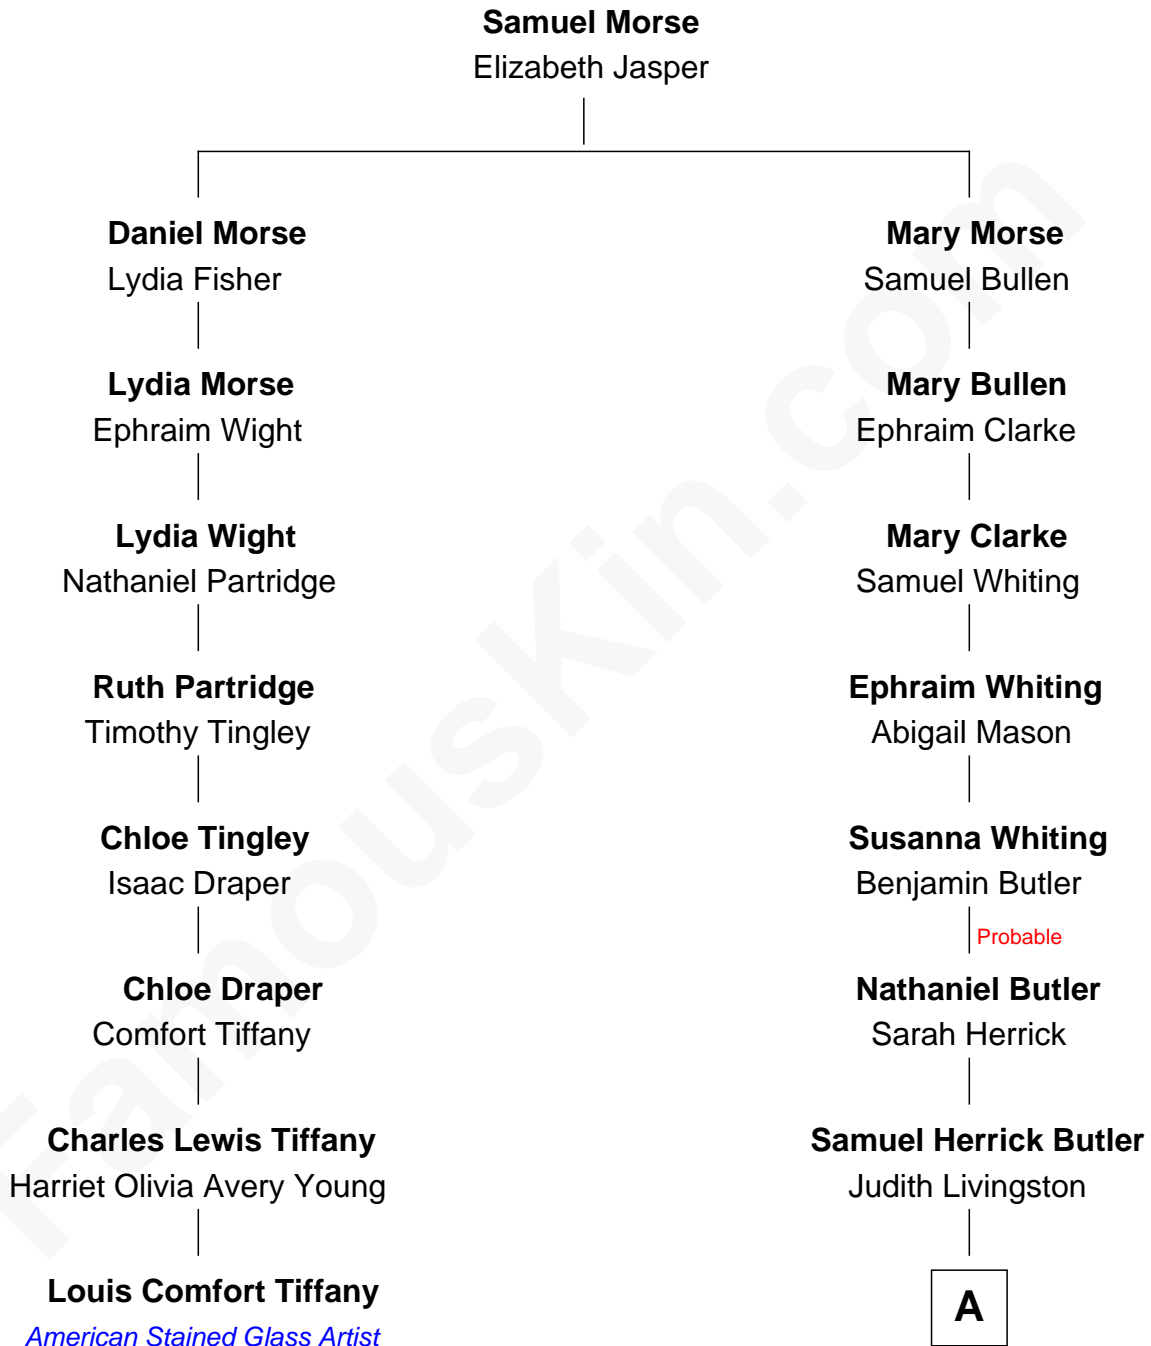 Samuel Morse
Elizabeth Jasper
Daniel Morse
Lydia Fisher
Mary Morse
Samuel Bullen
Lydia Morse
Ephraim Wight
Mary Bullen
Ephraim Clarke
Lydia Wight
Nathaniel Partridge
Mary Clarke
Samuel Whiting
Ruth Partridge
Timothy Tingley
Ephraim Whiting
Abigail Mason
Chloe Tingley
Isaac Draper
Susanna Whiting
Benjamin Butler
Probable
Chloe Draper
Comfort Tiffany
Nathaniel Butler
Sarah Herrick
Charles Lewis Tiffany
Harriet Olivia Avery Young
Samuel Herrick Butler
Judith Livingston
Louis Comfort Tiffany
American Stained Glass Artist
A
FamousKin.com